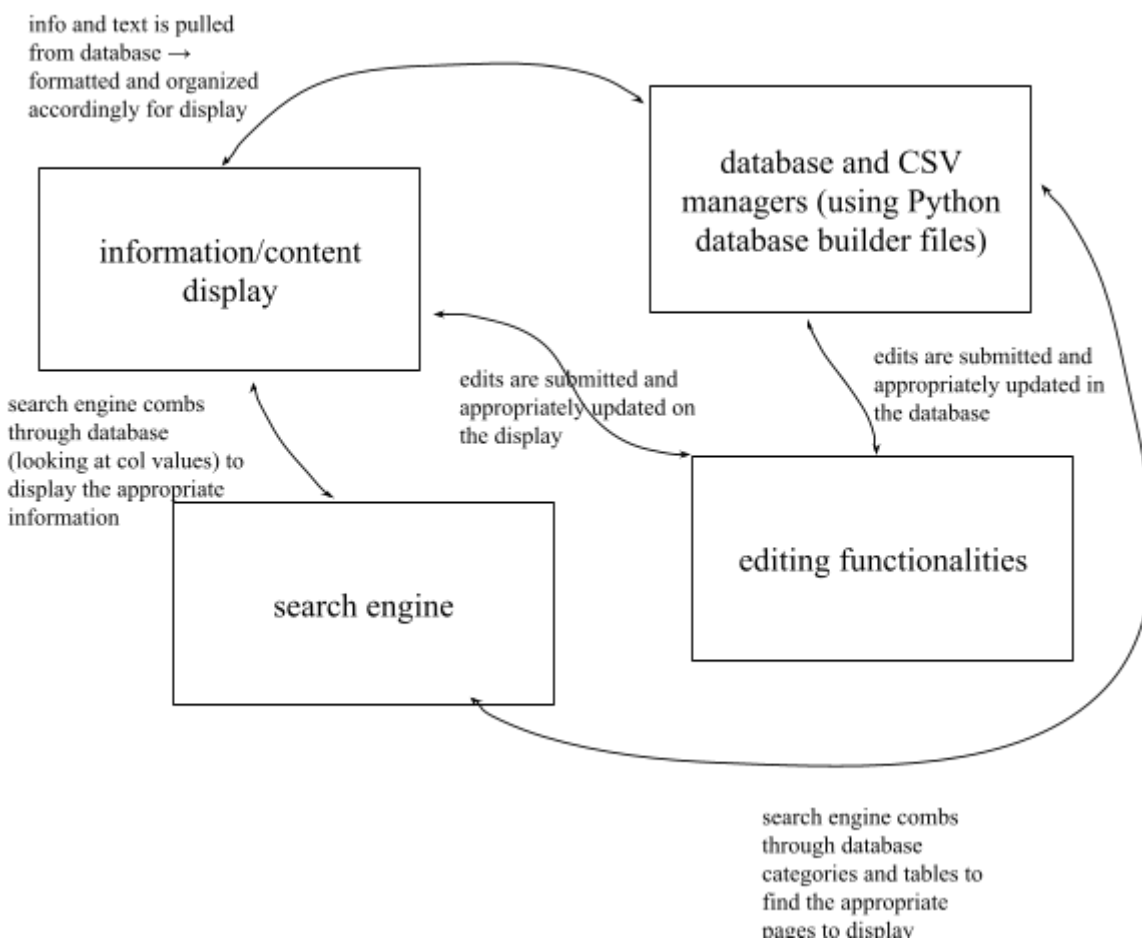 info and text is pulled
from database →
formatted and organized
accordingly for display
database and CSV
managers (using Python
database builder files)
information/content
display
edits are submitted and
appropriately updated in
the database
edits are submitted and
appropriately updated on
the display
search engine combs
through database
(looking at col values) to
display the appropriate
information
editing functionalities
search engine
search engine combs
through database
categories and tables to
find the appropriate
pages to display